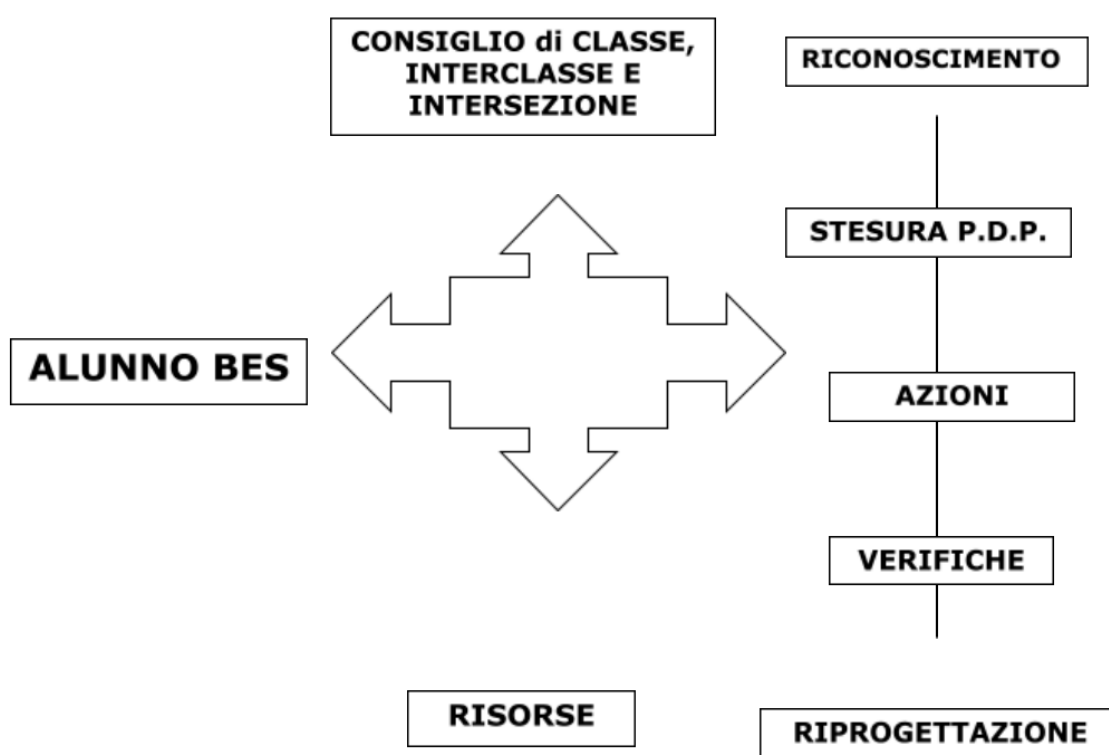 CONSIGLIO di CLASSE,
INTERCLASSE E
INTERSEZIONE
RICONOSCIMENTO
STESURA P.D.P.
ALUNNO BES
AZIONI
VERIFICHE
RISORSE
RIPROGETTAZIONE